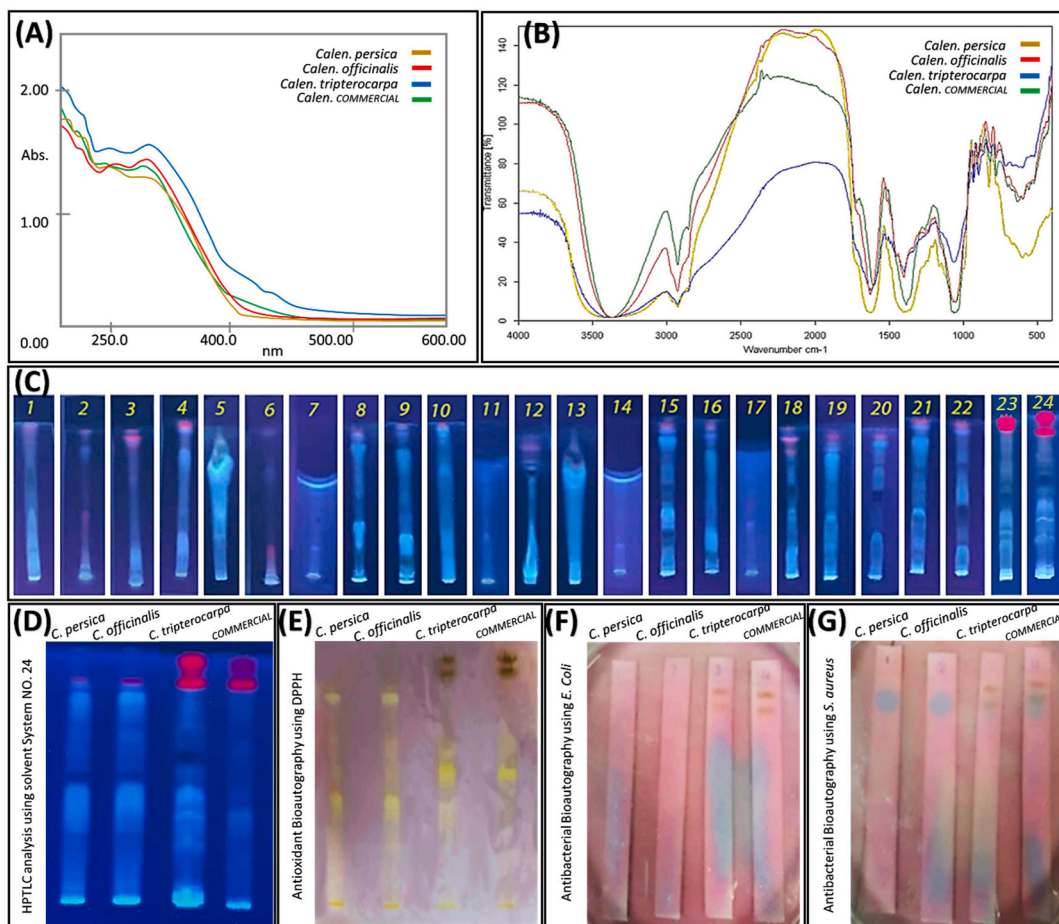 (A)
Calen. persica
Calen. officinalis
Calen. tripterocarpa
Calen. COMMERCIAL
2.00
Abs.
1.00
0.00
250.0
400.0
500.00
600.00
nm
(B)
Calen. persica
Calen. officinalis
Calen. tripterocarpa
Calen. COMMERCIAL
Transmittance [%]
140
120
100
80
60
40
20
0
4000
3500
3000
2500
2000
1500
1000
500
400
Wavenumber cm-1
(C)
1 2 3 4 5 6 7 8 9 10 11 12 13 14 15 16 17 18 19 20 21 22 23 24
(D)
C. persica
C. officinalis
C. tripterocarpa
COMMERCIAL
HPTLC analysis using solvent System NO. 24
(E)
C. persica
C. officinalis
C. tripterocarpa
COMMERCIAL
Antioxidant Bioautography using DPPH
(F)
C. persica
C. officinalis
C. tripterocarpa
COMMERCIAL
Antibacterial Bioautography using E. Coli
(G)
C. persica
C. officinalis
C. tripterocarpa
COMMERCIAL
Antibacterial Bioautography using S. aureus